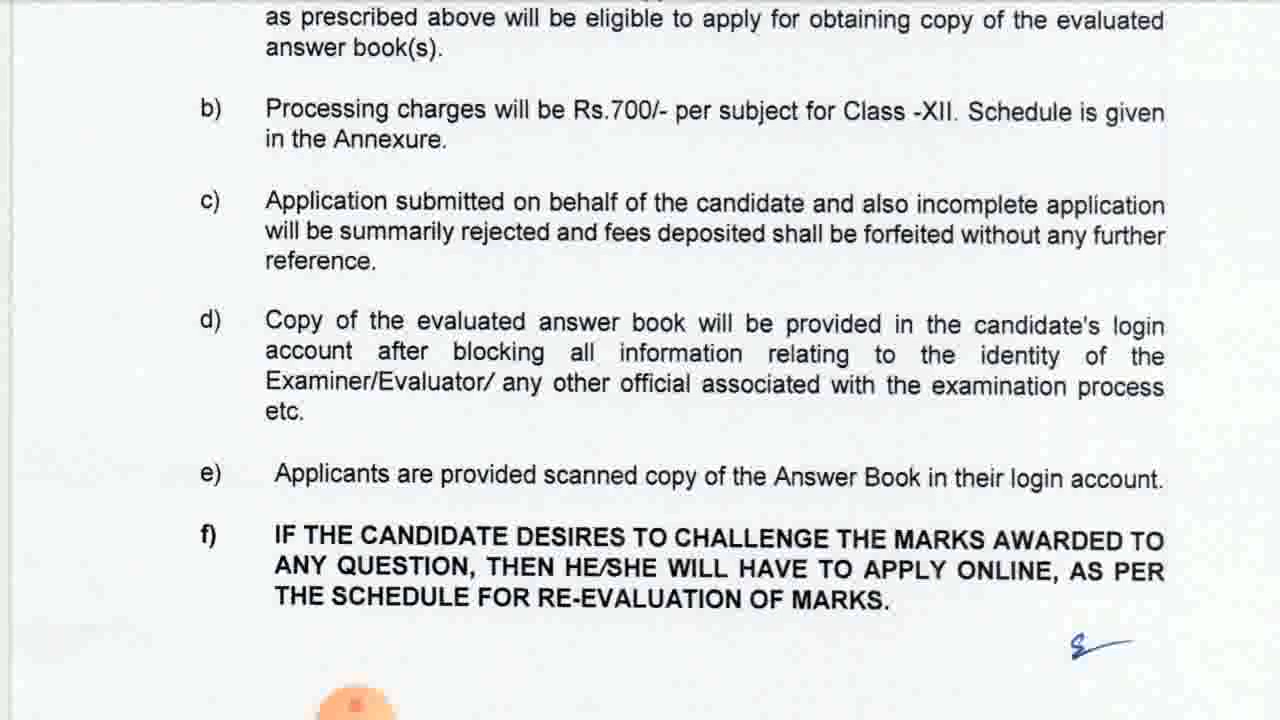 as prescribed above will be eligible to apply for obtaining copy of the evaluated
answer book(s).
b) Processing charges will be Rs.700/- per subject for Class -XII. Schedule is given
in the Annexure.
c) Application submitted on behalf of the candidate and also incomplete application
will be summarily rejected and fees deposited shall be forfeited without any further
reference.
d) Copy of the evaluated answer book will be provided in the candidate's login
account after blocking all information relating to the identity of the
Examiner/Evaluator/ any other official associated with the examination process
etc.
e) Applicants are provided scanned copy of the Answer Book in their login account.
f) IF THE CANDIDATE DESIRES TO CHALLENGE THE MARKS AWARDED TO
ANY QUESTION, THEN HE/SHE WILL HAVE TO APPLY ONLINE, AS PER
THE SCHEDULE FOR RE-EVALUATION OF MARKS.